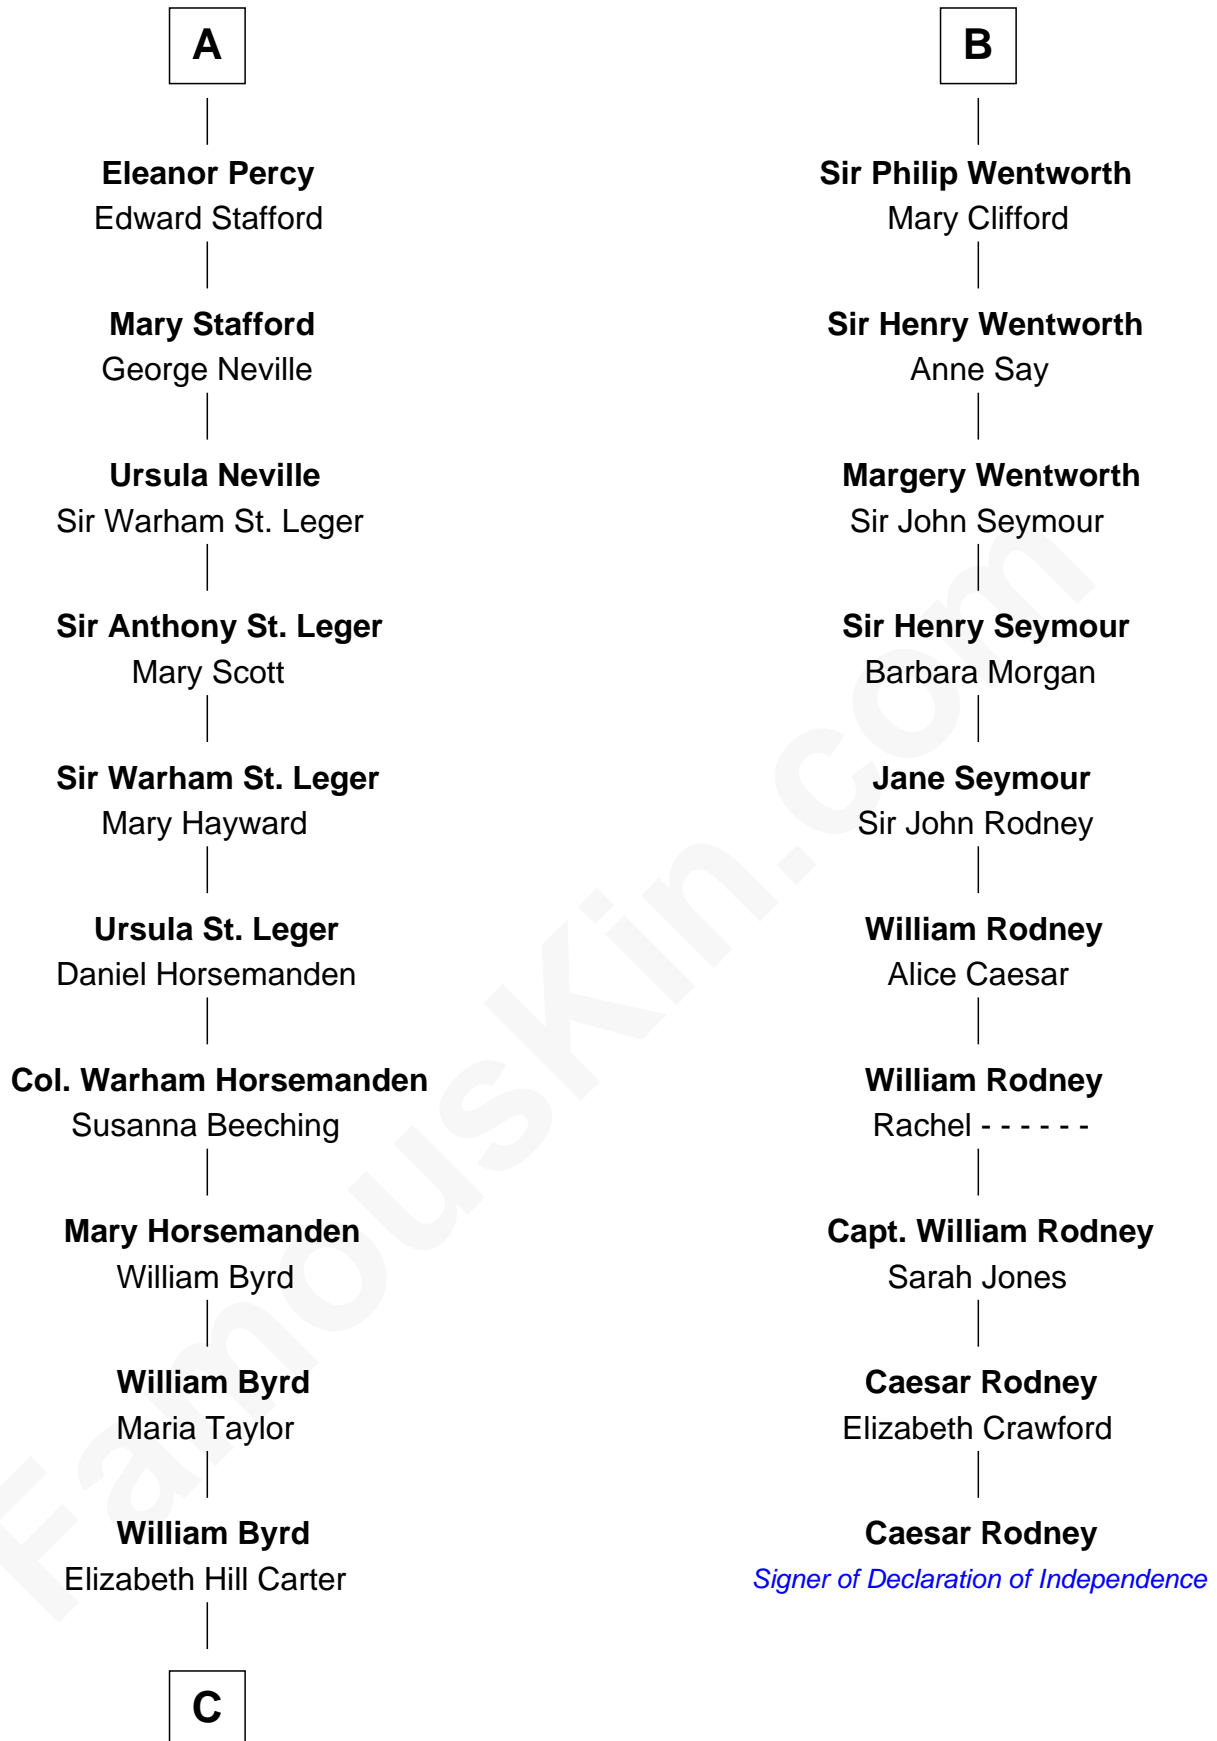 A
Eleanor Percy
Edward Stafford
Mary Stafford
George Neville
Ursula Neville
Sir Warham St. Leger
Sir Anthony St. Leger
Mary Scott
Sir Warham St. Leger
Mary Hayward
Ursula St. Leger
Daniel Horsemanden
Col. Warham Horsemanden
Susanna Beeching
Mary Horsemanden
William Byrd
William Byrd
Maria Taylor
William Byrd
Elizabeth Hill Carter
C
B
Sir Philip Wentworth
Mary Clifford
Sir Henry Wentworth
Anne Say
Margery Wentworth
Sir John Seymour
Sir Henry Seymour
Barbara Morgan
Jane Seymour
Sir John Rodney
William Rodney
Alice Caesar
William Rodney
Rachel - - - - - -
Capt. William Rodney
Sarah Jones
Caesar Rodney
Elizabeth Crawford
Caesar Rodney
Signer of Declaration of Independence
FamousKin.com